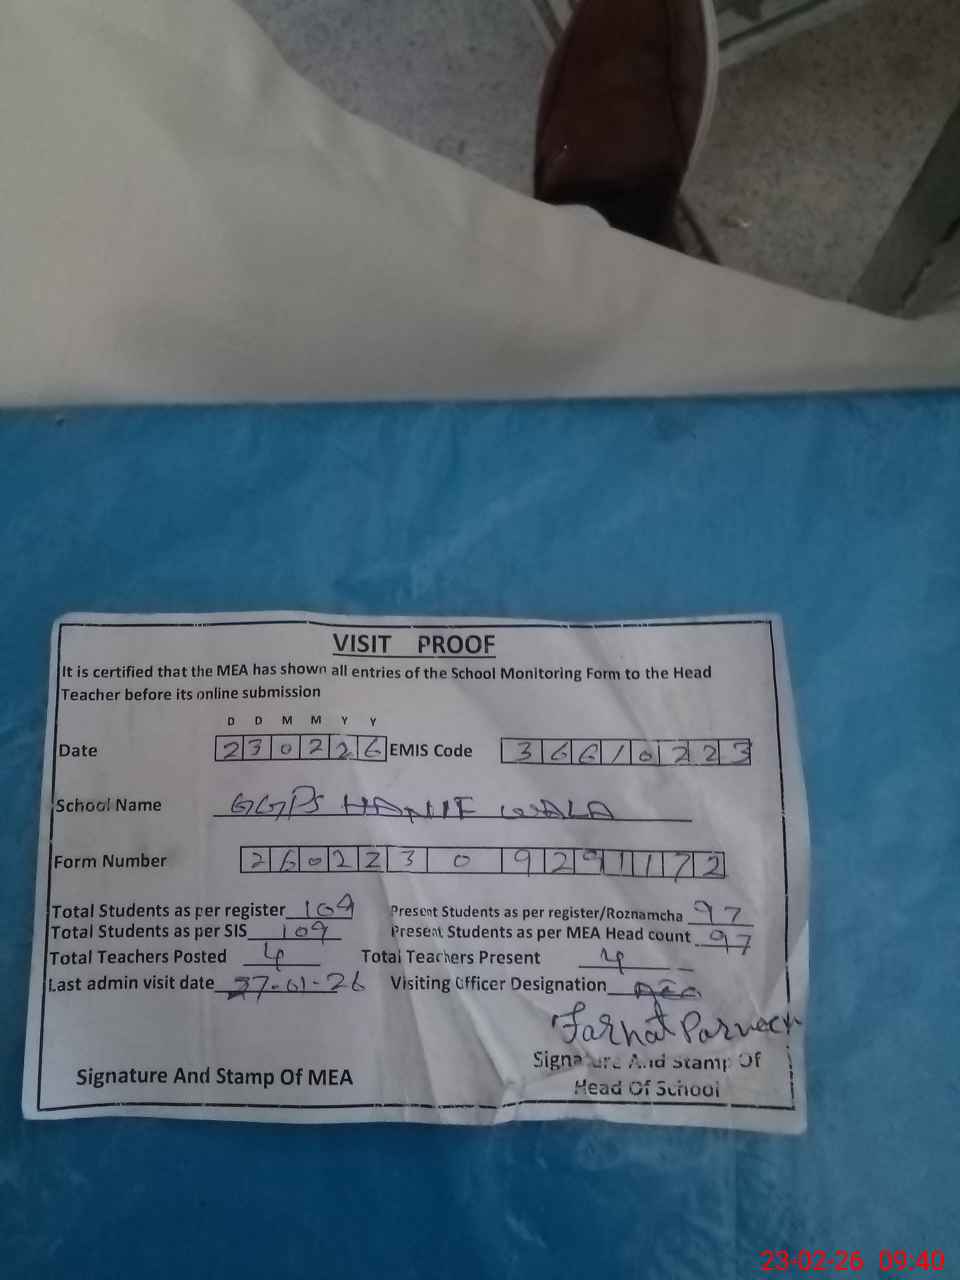 VISIT PROOF
It is certified that the MEA has shown all entries of the School Monitoring Form to the Head
Teacher before its online submission
D D M M Y Y
Date 230226 EMIS Code 36610223
School Name GGPS HANIF WALA
Form Number 26022309291172
Total Students as per register 109 Present Students as per register/Roznamcha 97
Total Students as per SIS 109 Present Students as per MEA Head count 97
Total Teachers Posted 4 Total Teachers Present 4
Last admin visit date 27-01-26 Visiting Officer Designation AEO
Farhat Parveen
Signature And Stamp Of
Signature And Stamp Of MEA Head Of School
23-02-26 09:40